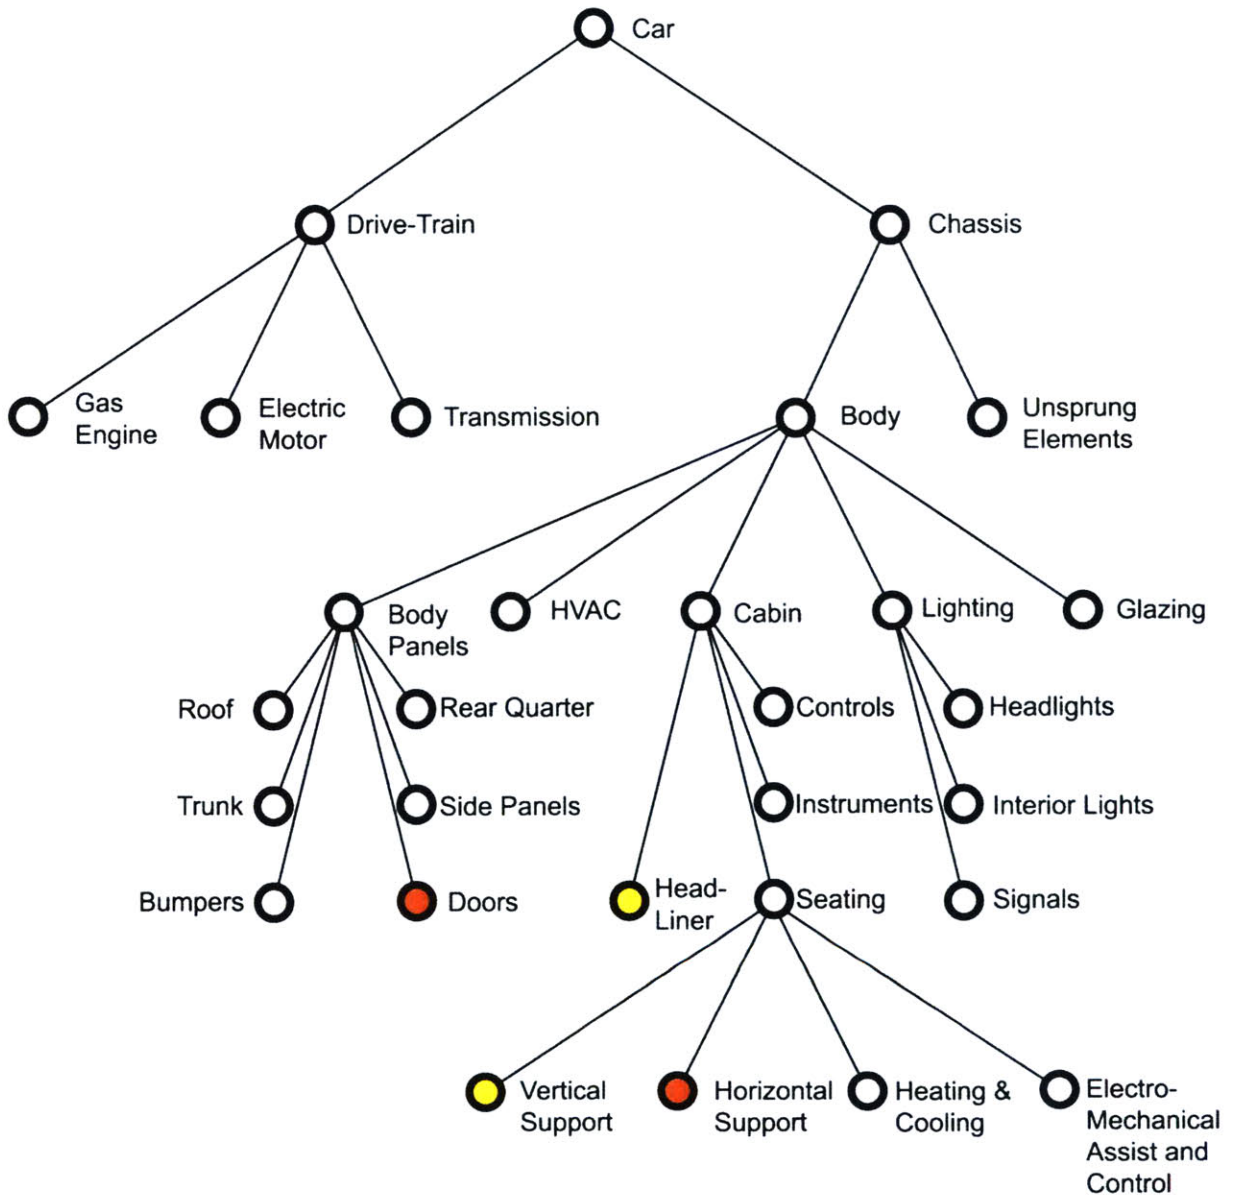 Car
Drive-Train
Chassis
Gas
Engine
Electric
Motor
Transmission
Body
Unsprung
Elements
Body
Panels
HVAC
Cabin
Lighting
Glazing
Roof
Rear Quarter
Controls
Headlights
Trunk
Side Panels
Instruments
Interior Lights
Bumpers
Doors
Head-
Liner
Seating
Signals
Vertical
Support
Horizontal
Support
Heating &
Cooling
Electro-
Mechanical
Assist and
Control